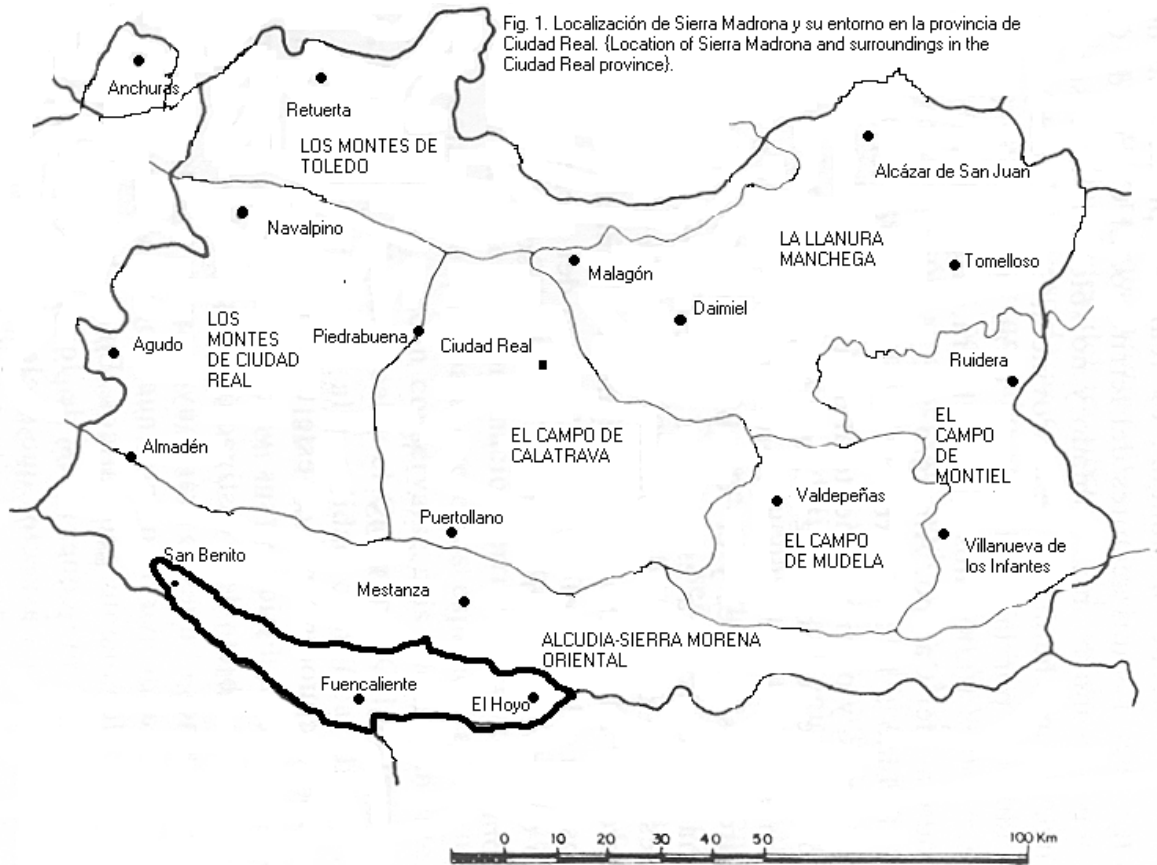 Fig. 1. Localización de Sierra Madrona y su entorno en la provincia de
Ciudad Real. {Location of Sierra Madrona and surroundings in the
Ciudad Real province}.
Anchuras
Retuerta
LOS MONTES DE
TOLEDO
Alcázar de San Juan
Navalpino
LA LLANURA
MANCHEGA
Malagón
Tomelloso
Daimiel
LOS
MONTES
DE CIUDAD
REAL
Piedrabuena
Agudo
Ciudad Real
Ruidera
EL
CAMPO
DE
MONTIEL
Almadén
EL CAMPO DE
CALATRAVA
Valdepeñas
Puertollano
EL CAMPO
DE MUDELA
Villanueva de
los Infantes
San Benito
Mestanza
ALCUDIA-SIERRA MORENA
ORIENTAL
Fuencaliente
El Hoyo
0 10 20 30 40 50 100 Km